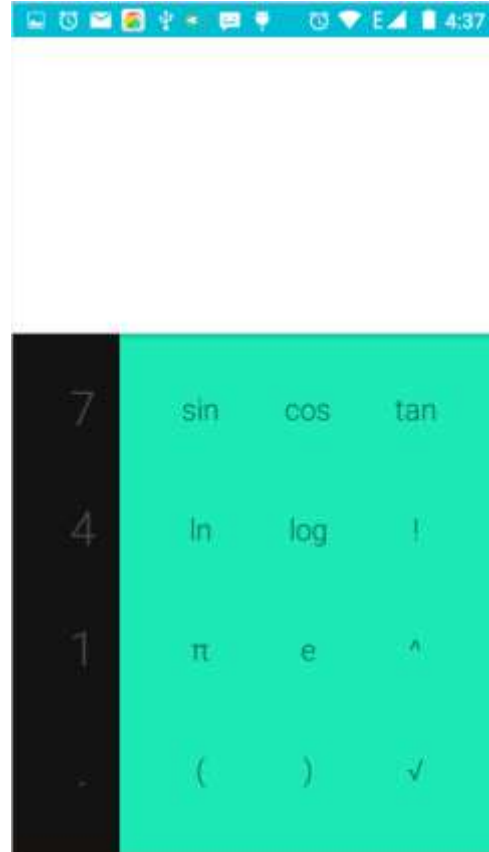 E 4:37
7 sin cos tan
4 ln log !
1 π e ^
. ( ) √